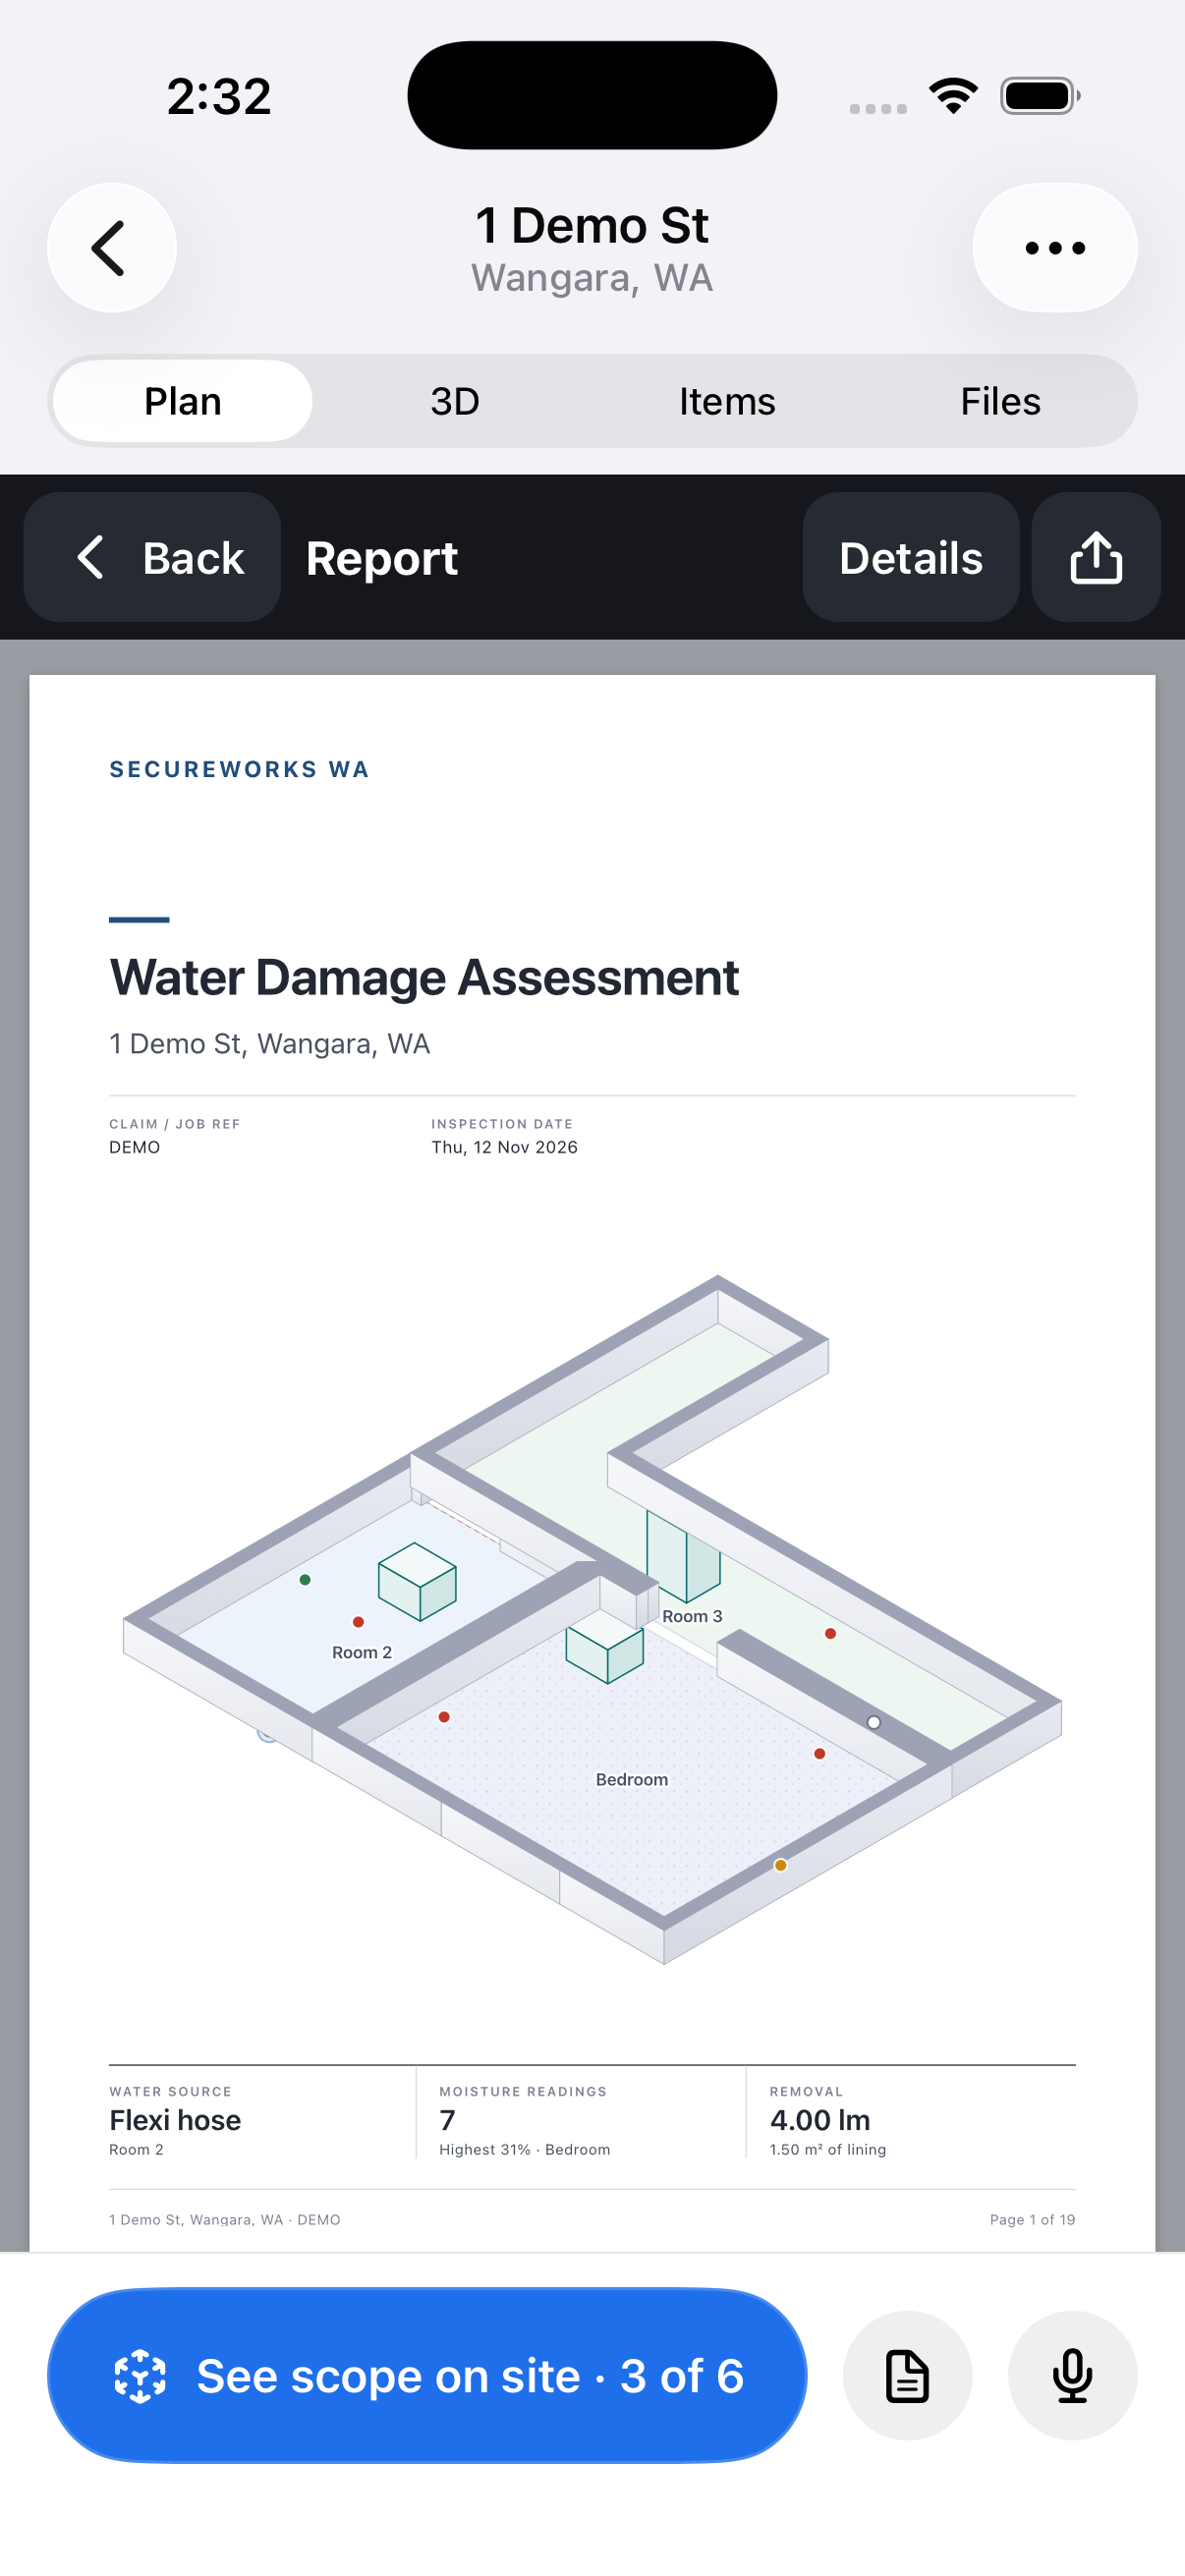 2:32
1 Demo St
Wangara, WA
Plan 3D Items Files
Back Report Details
SECUREWORKS WA
Water Damage Assessment
1 Demo St, Wangara, WA
CLAIM / JOB REF INSPECTION DATE
DEMO Thu, 12 Nov 2026
Room 3
Room 2
Bedroom
WATER SOURCE MOISTURE READINGS REMOVAL
Flexi hose 7 4.00 lm
Room 2 Highest 31% · Bedroom 1.50 m² of lining
1 Demo St, Wangara, WA · DEMO Page 1 of 19
See scope on site · 3 of 6